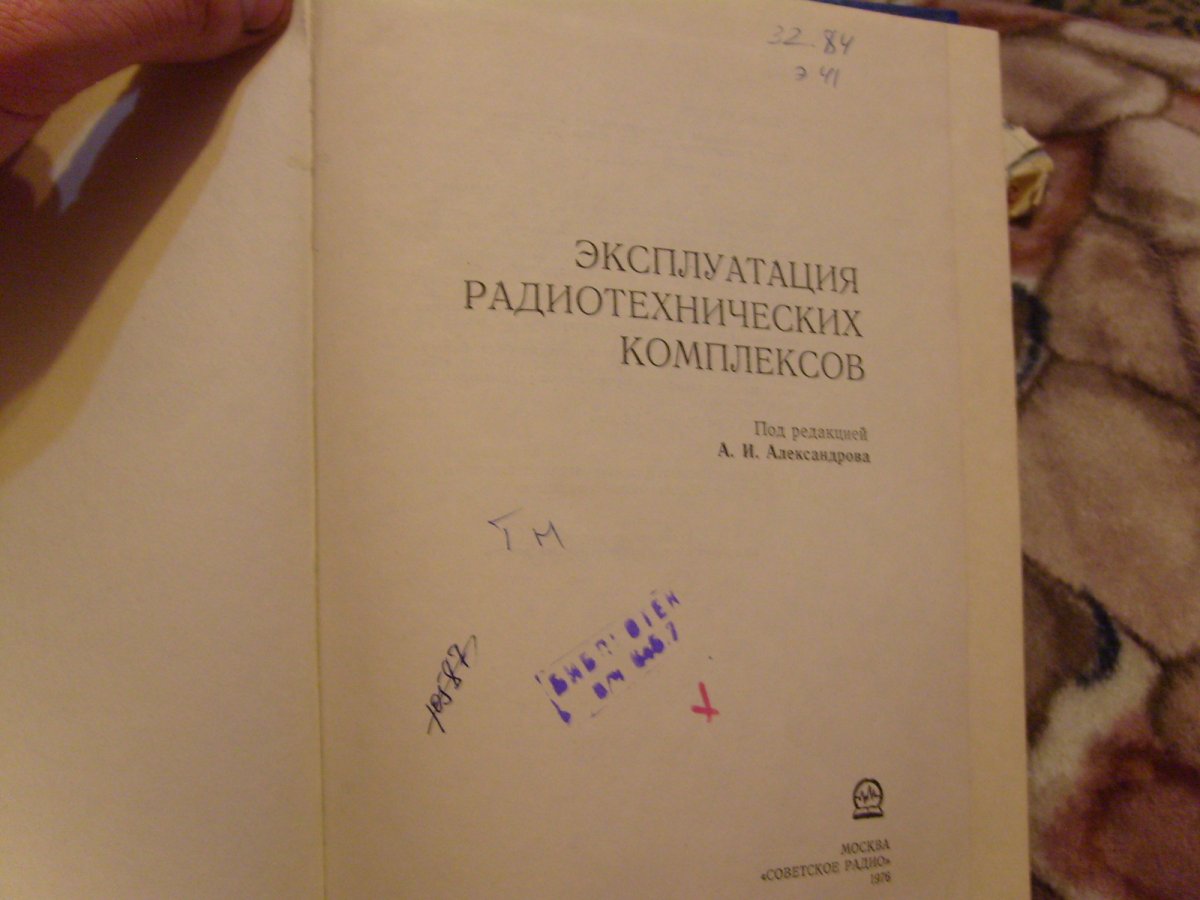 32.84
Э 41
ЭКСПЛУАТАЦИЯ
РАДИОТЕХНИЧЕСКИХ
КОМПЛЕКСОВ
Под редакцией
А. И. Александрова
ТМ
МОСКВА
«СОВЕТСКОЕ РАДИО»
1976